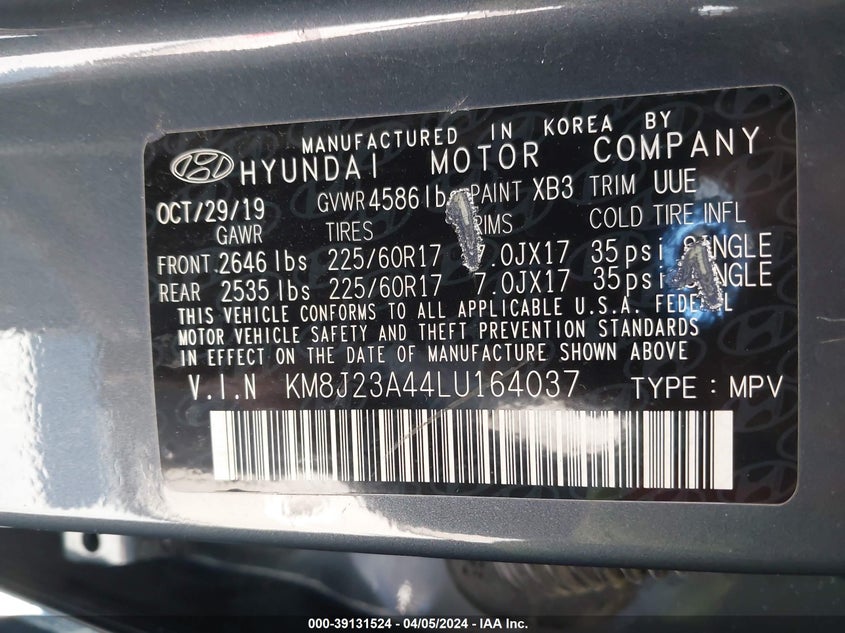 MANUFACTURED IN KOREA BY
HYUNDAI MOTOR COMPANY
OCT/29/19 GVWR 4586 lbs PAINT XB3 TRIM UUE
GAWR TIRES RIMS COLD TIRE INFL
FRONT 2646 lbs 225/60R17 7.0JX17 35 psi SINGLE
REAR 2535 lbs 225/60R17 7.0JX17 35 psi SINGLE
THIS VEHICLE CONFORMS TO ALL APPLICABLE U.S.A. FEDERAL
MOTOR VEHICLE SAFETY AND THEFT PREVENTION STANDARDS
IN EFFECT ON THE DATE OF MANUFACTURE SHOWN ABOVE
V.I.N KM8J23A44LU164037 TYPE : MPV
000-39131524 - 04/05/2024 - IAA Inc.